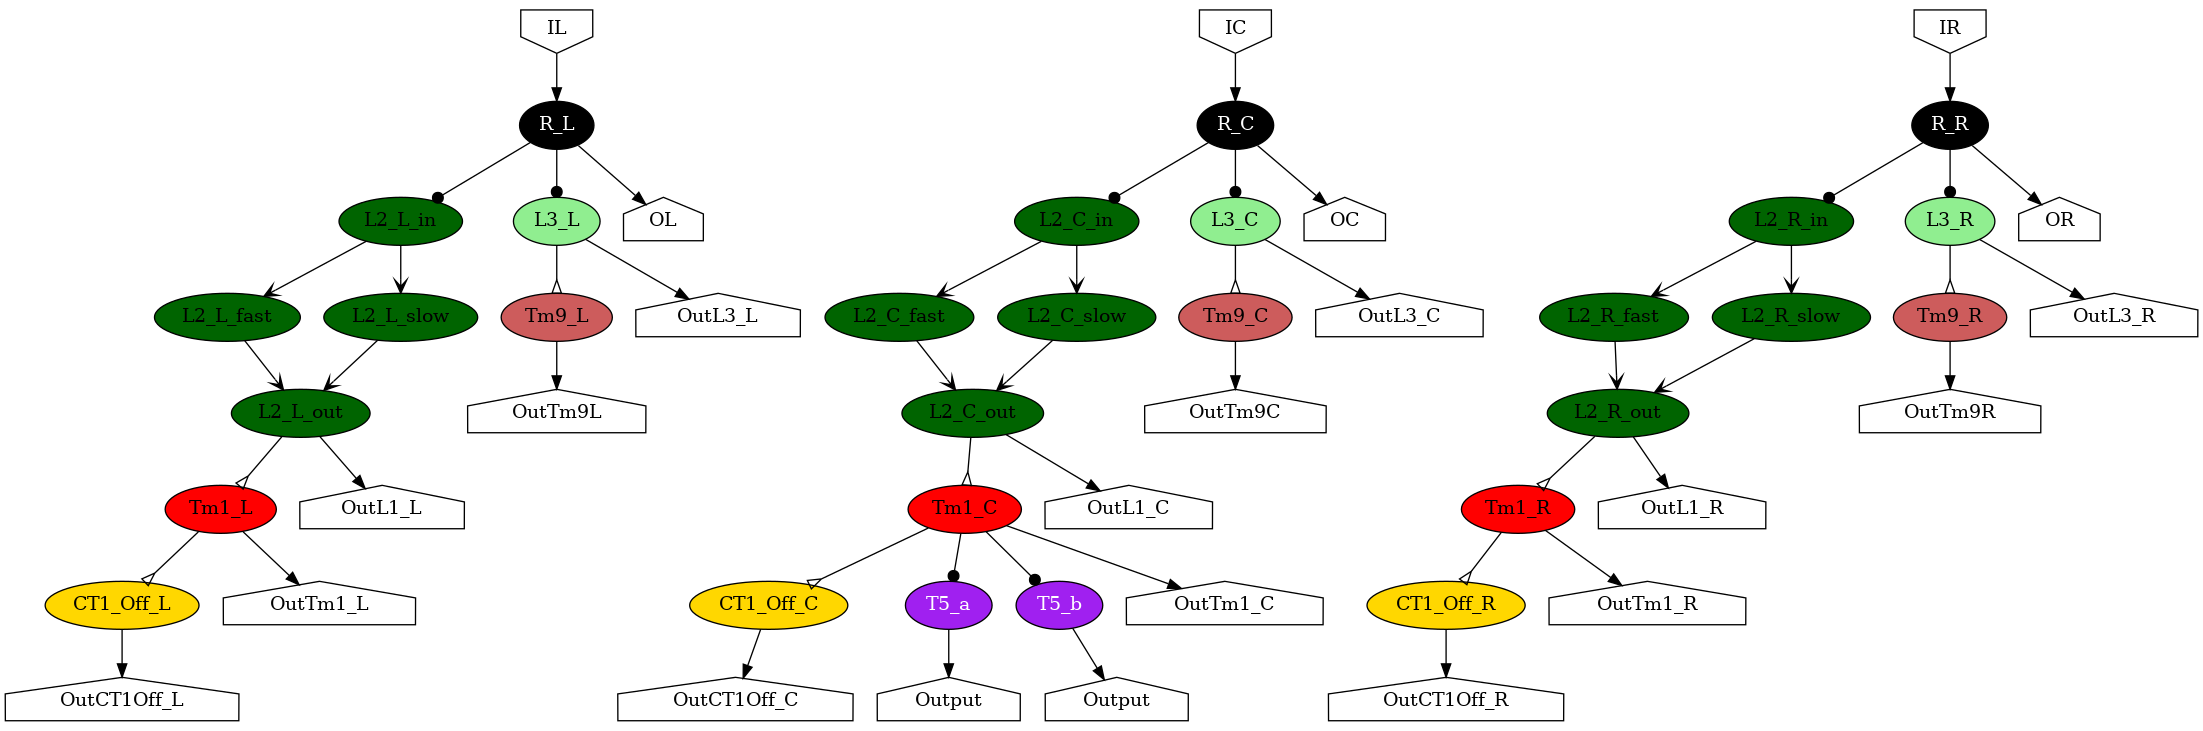 IL
IC
IR
R_L
R_C
R_R
L2_L_in
L3_L
OL
L2_C_in
L3_C
OC
L2_R_in
L3_R
OR
L2_L_fast
L2_L_slow
Tm9_L
OutL3_L
L2_C_fast
L2_C_slow
Tm9_C
OutL3_C
L2_R_fast
L2_R_slow
Tm9_R
OutL3_R
L2_L_out
OutTm9L
L2_C_out
OutTm9C
L2_R_out
OutTm9R
Tm1_L
OutL1_L
Tm1_C
OutL1_C
Tm1_R
OutL1_R
CT1_Off_L
OutTm1_L
CT1_Off_C
T5_a
T5_b
OutTm1_C
CT1_Off_R
OutTm1_R
OutCT1Off_L
OutCT1Off_C
Output
Output
OutCT1Off_R